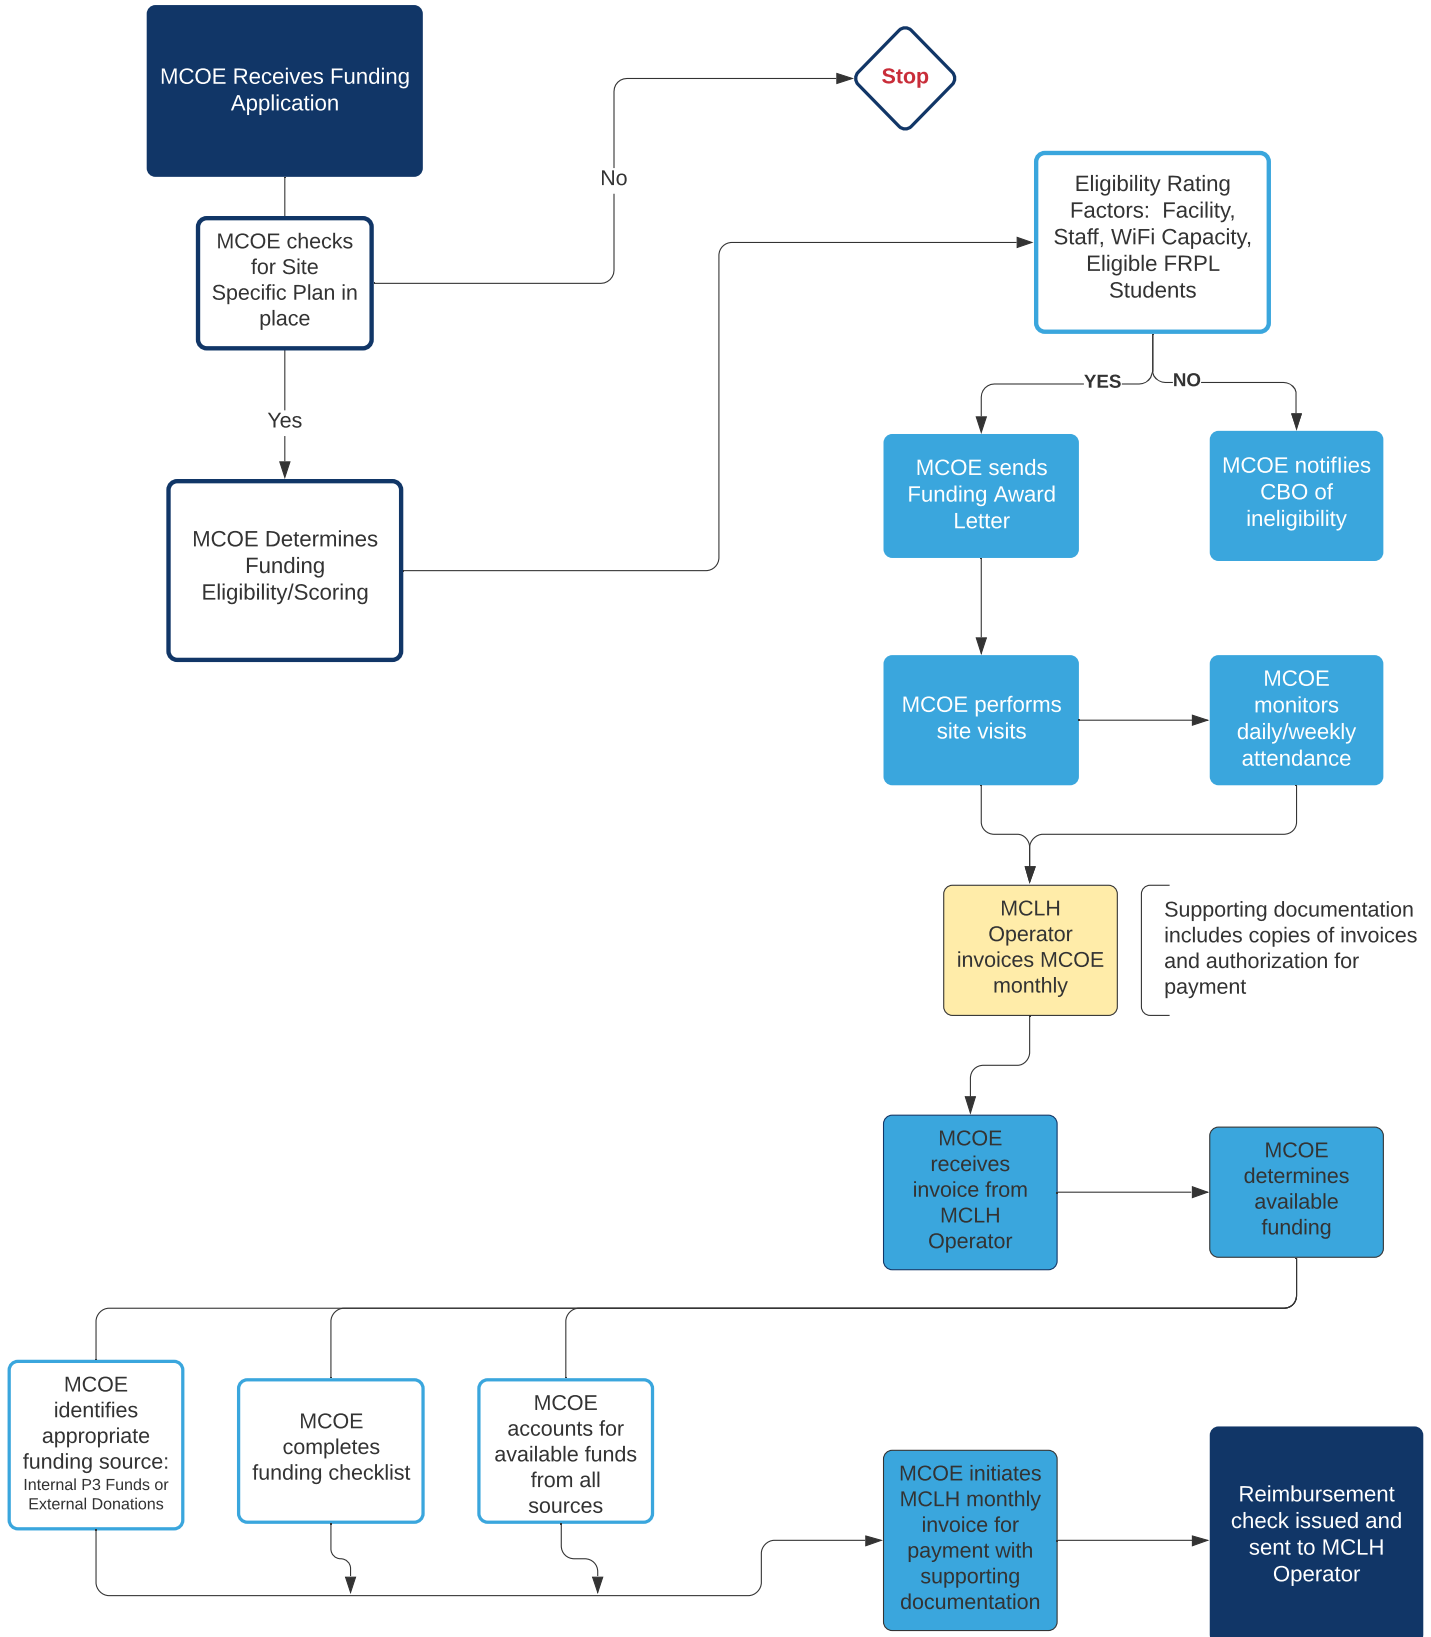 MCOE Receives Funding
Application
Stop
No
MCOE checks
for Site
Specific Plan in
place
Eligibility Rating
Factors:  Facility,
Staff, WiFi Capacity,
Eligible FRPL
Students
YES
NO
Yes
MCOE sends
Funding Award
Letter
MCOE notifIies
CBO of
ineligibility
MCOE Determines
Funding
Eligibility/Scoring
MCOE performs
site visits
MCOE
monitors
daily/weekly
attendance
MCLH
Operator
invoices MCOE
monthly
Supporting documentation
includes copies of invoices
and authorization for
payment
MCOE
receives
invoice from
MCLH
Operator
MCOE
determines
available
funding
MCOE
identifies
appropriate
funding source:
Internal P3 Funds or
External Donations
MCOE
completes
funding checklist
MCOE
accounts for
available funds
from all
sources
MCOE initiates
MCLH monthly
invoice for
payment with
supporting
documentation
Reimbursement
check issued and
sent to MCLH
Operator